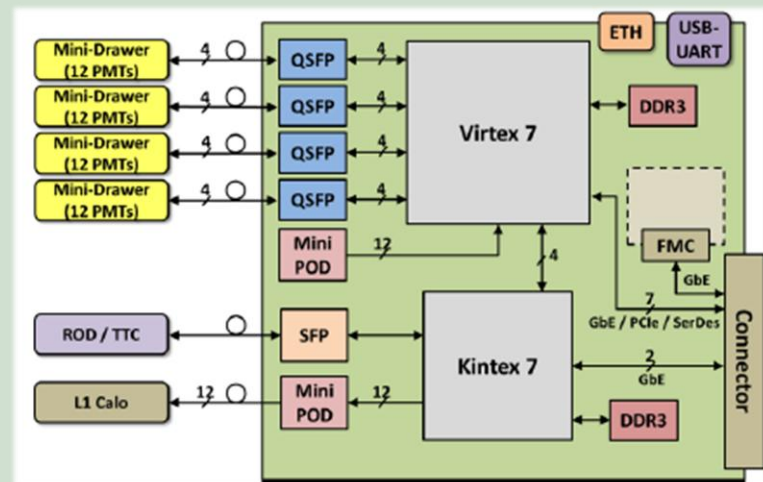 ETH
USB-
UART
Mini-Drawer
(12 PMTs)
4
QSFP
4
Mini-Drawer
(12 PMTs)
4
QSFP
4
Mini-Drawer
(12 PMTs)
4
QSFP
4
Mini-Drawer
(12 PMTs)
4
QSFP
4
Virtex 7
DDR3
Mini
POD
12
4
FMC
GbE
7
GbE / PCIe / SerDes
Connector
ROD / TTC
SFP
Kintex 7
2
GbE
L1 Calo
12
Mini
POD
12
DDR3